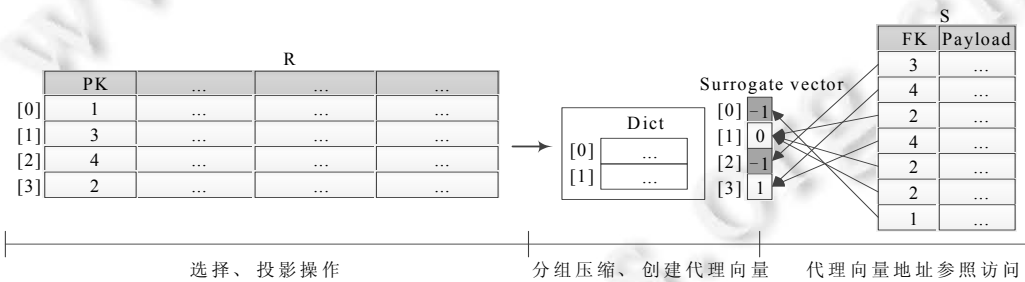 R
PK ... ... ...
[0] 1 ... ... ...
[1] 3 ... ... ...
[2] 4 ... ... ...
[3] 2 ... ... ...
Dict
[0] ...
[1] ...
Surrogate vector
[0] -1
[1] 0
[2] -1
[3] 1
S
FK Payload
3 ...
4 ...
2 ...
4 ...
2 ...
2 ...
1 ...
选择、投影操作
分组压缩、创建代理向量
代理向量地址参照访问